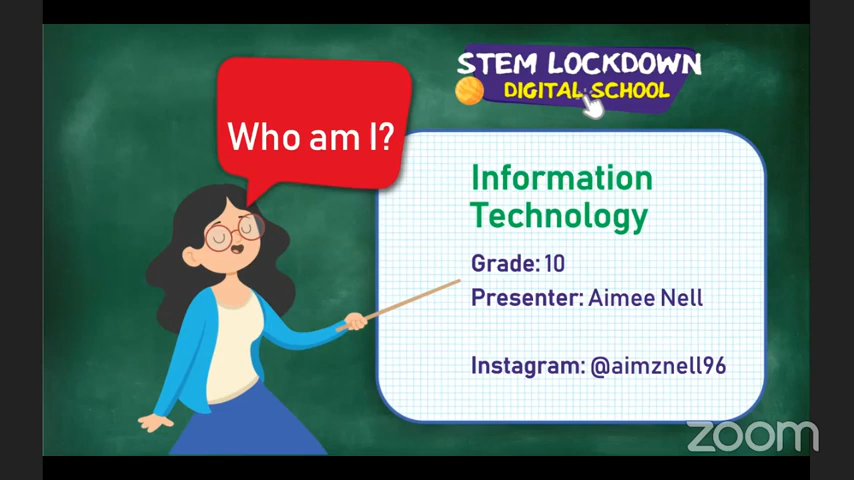 STEM LOCKDOWN
DIGITAL SCHOOL
Who am I?
Information
Technology
Grade: 10
Presenter: Aimee Nell
Instagram: @aimznell96
zoom